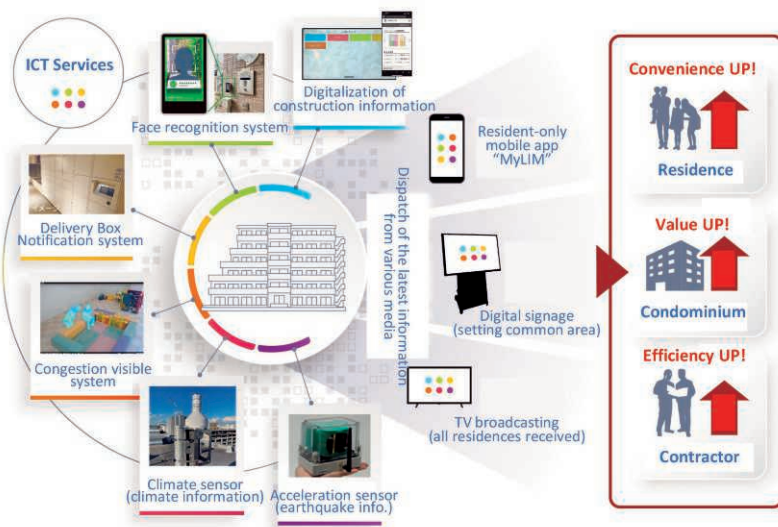 ICT Services
Face recognition system
Digitalization of
construction information
Delivery Box
Notification system
Congestion visible
system
Climate sensor
(climate information)
Acceleration sensor
(earthquake info.)
Dispatch of the latest information
from various media
Resident-only
mobile app
“MyLIM”
Digital signage
(setting common area)
TV broadcasting
(all residences received)
Convenience UP!
Residence
Value UP!
Condominium
Efficiency UP!
Contractor